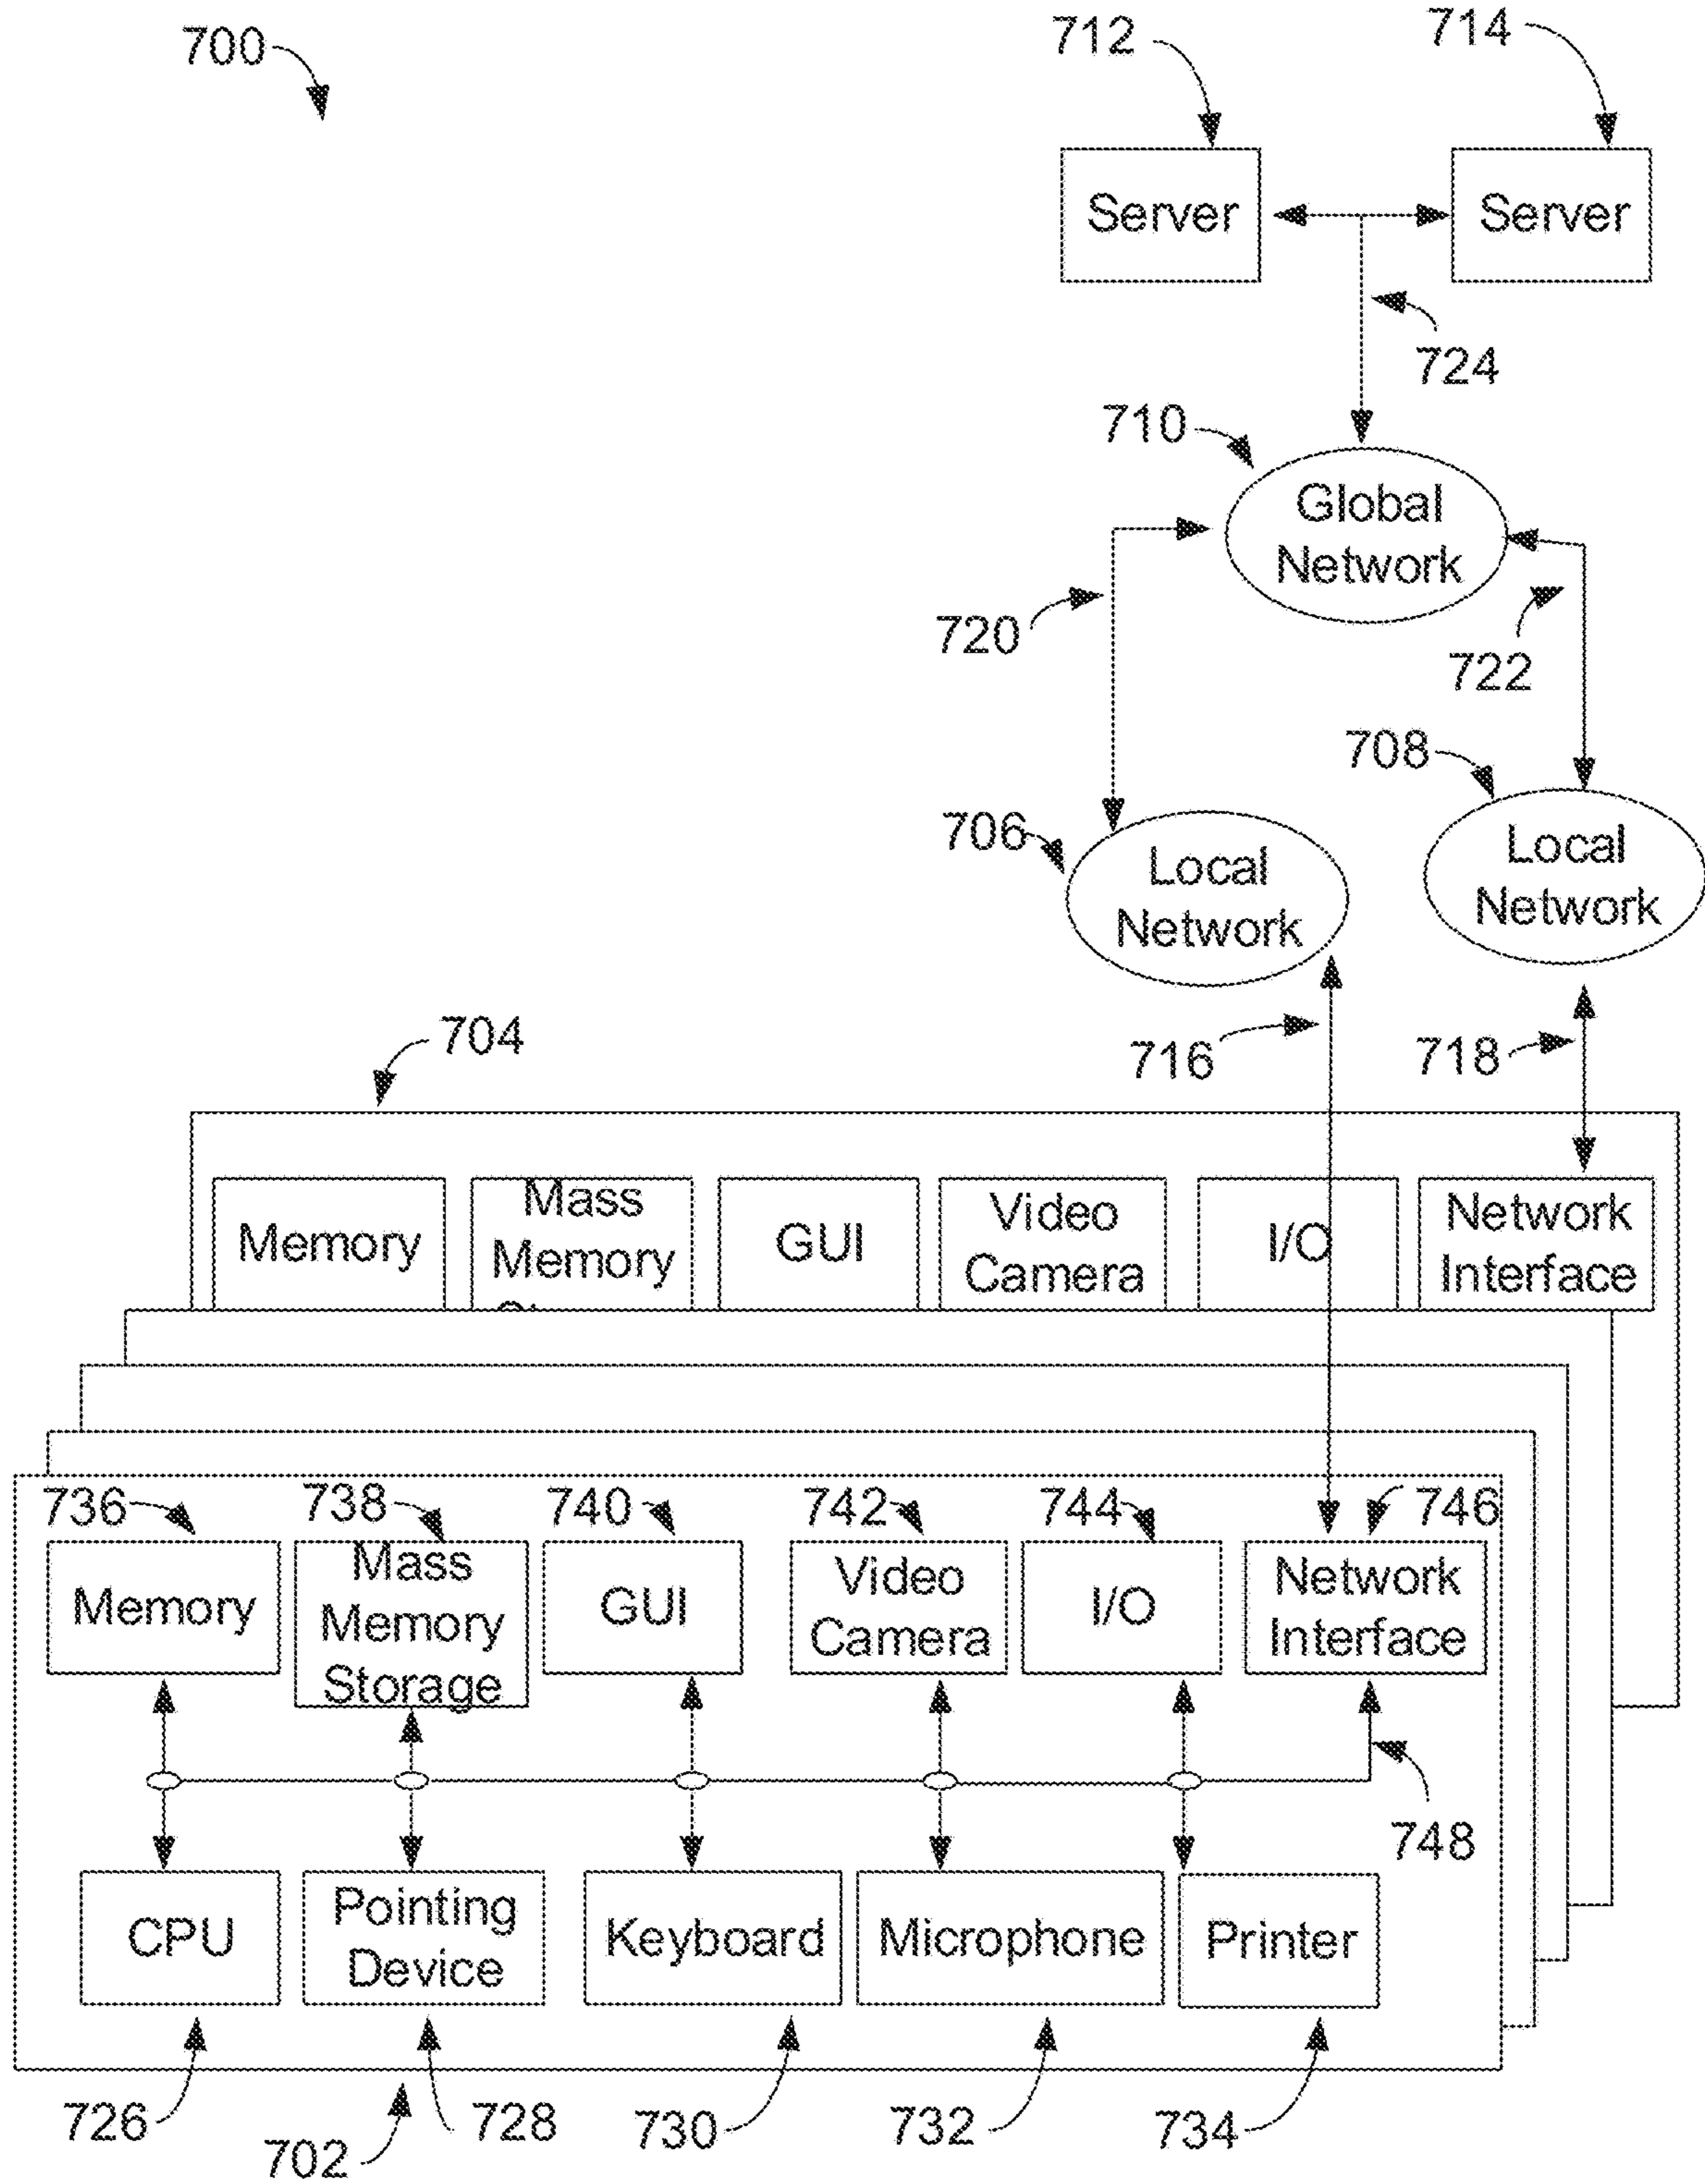 700
712
714
Server
Server
724
710
Global
Network
720
722
708
706
Local
Network
Local
Network
704
716
718
Memory
Mass
Memory
GUI
Video
Camera
I/O
Network
Interface
736
738
740
742
744
746
Memory
Mass
Memory
Storage
GUI
Video
Camera
I/O
Network
Interface
748
CPU
Pointing
Device
Keyboard
Microphone
Printer
726
702
728
730
732
734